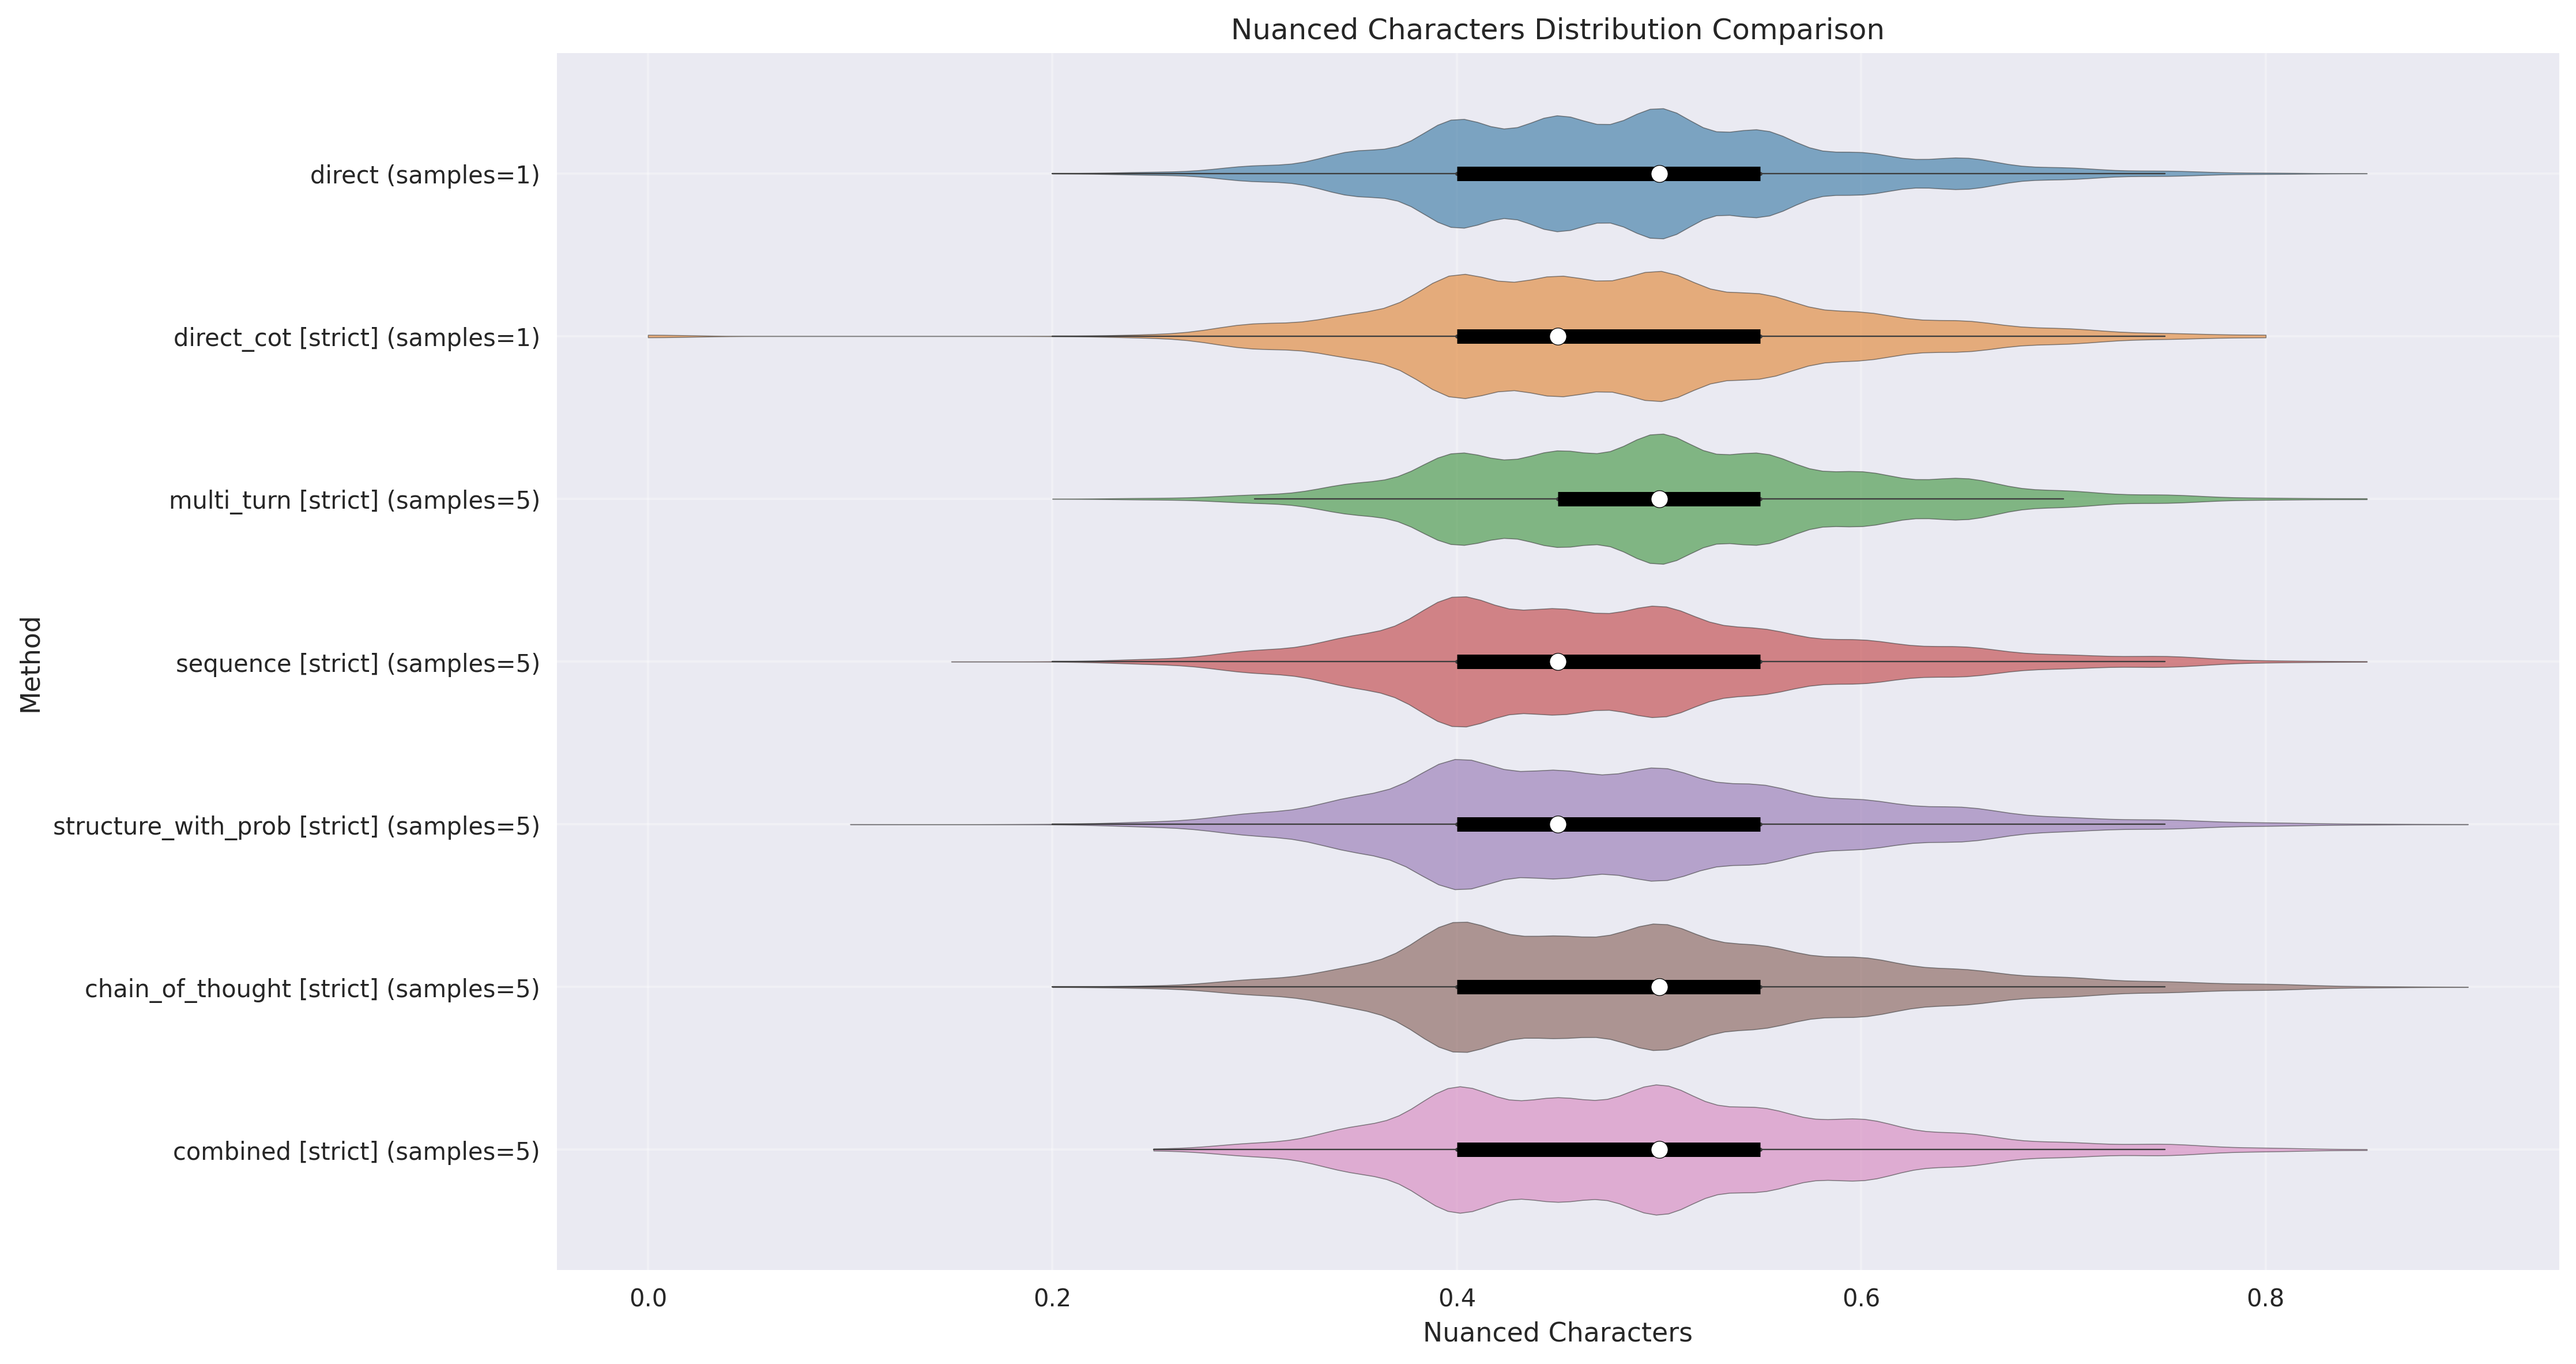 Nuanced Characters Distribution Comparison
Method
direct (samples=1)
direct_cot [strict] (samples=1)
multi_turn [strict] (samples=5)
sequence [strict] (samples=5)
structure_with_prob [strict] (samples=5)
chain_of_thought [strict] (samples=5)
combined [strict] (samples=5)
0.0 0.2 0.4 0.6 0.8
Nuanced Characters